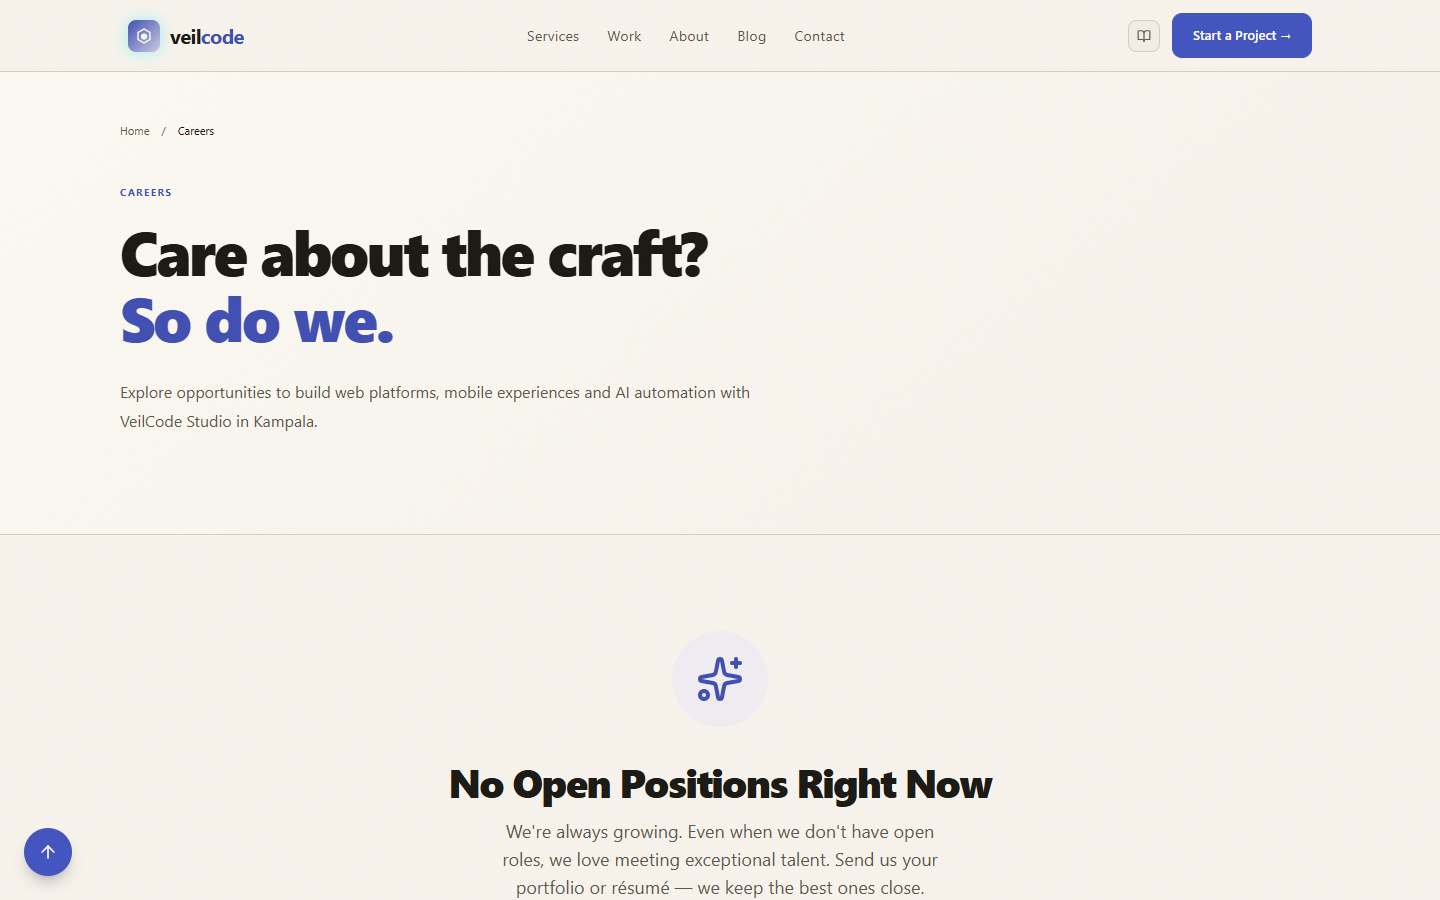 veilcode
Services
Work
About
Blog
Contact
Start a Project →
Home / Careers
CAREERS
Care about the craft?
So do we.
Explore opportunities to build web platforms, mobile experiences and AI automation with
VeilCode Studio in Kampala.
No Open Positions Right Now
We're always growing. Even when we don't have open
roles, we love meeting exceptional talent. Send us your
portfolio or résumé — we keep the best ones close.